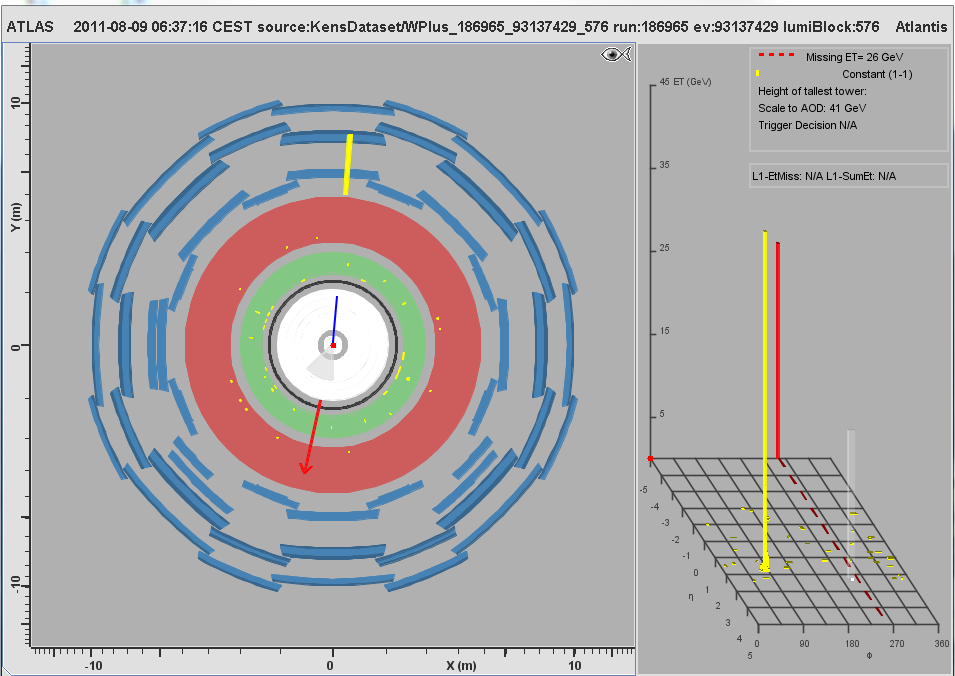 ATLAS 2011-08-09 06:37:16 CEST source:KensDataset/WPlus_186965_93137429_576 run:186965 ev:93137429 lumiBlock:576 Atlantis
Missing ET= 26 GeV
Constant (1-1)
Height of tallest tower:
Scale to AOD: 41 GeV
Trigger Decision N/A
L1-EtMiss: N/A L1-SumEt: N/A
10
Y (m)
0
-10
-10
0
X (m)
10
45 ET (GeV)
35
25
15
5
-5
-4
-3
-2
-1
0
η
1
2
3
4
5
0
90
180
270
360
Φ